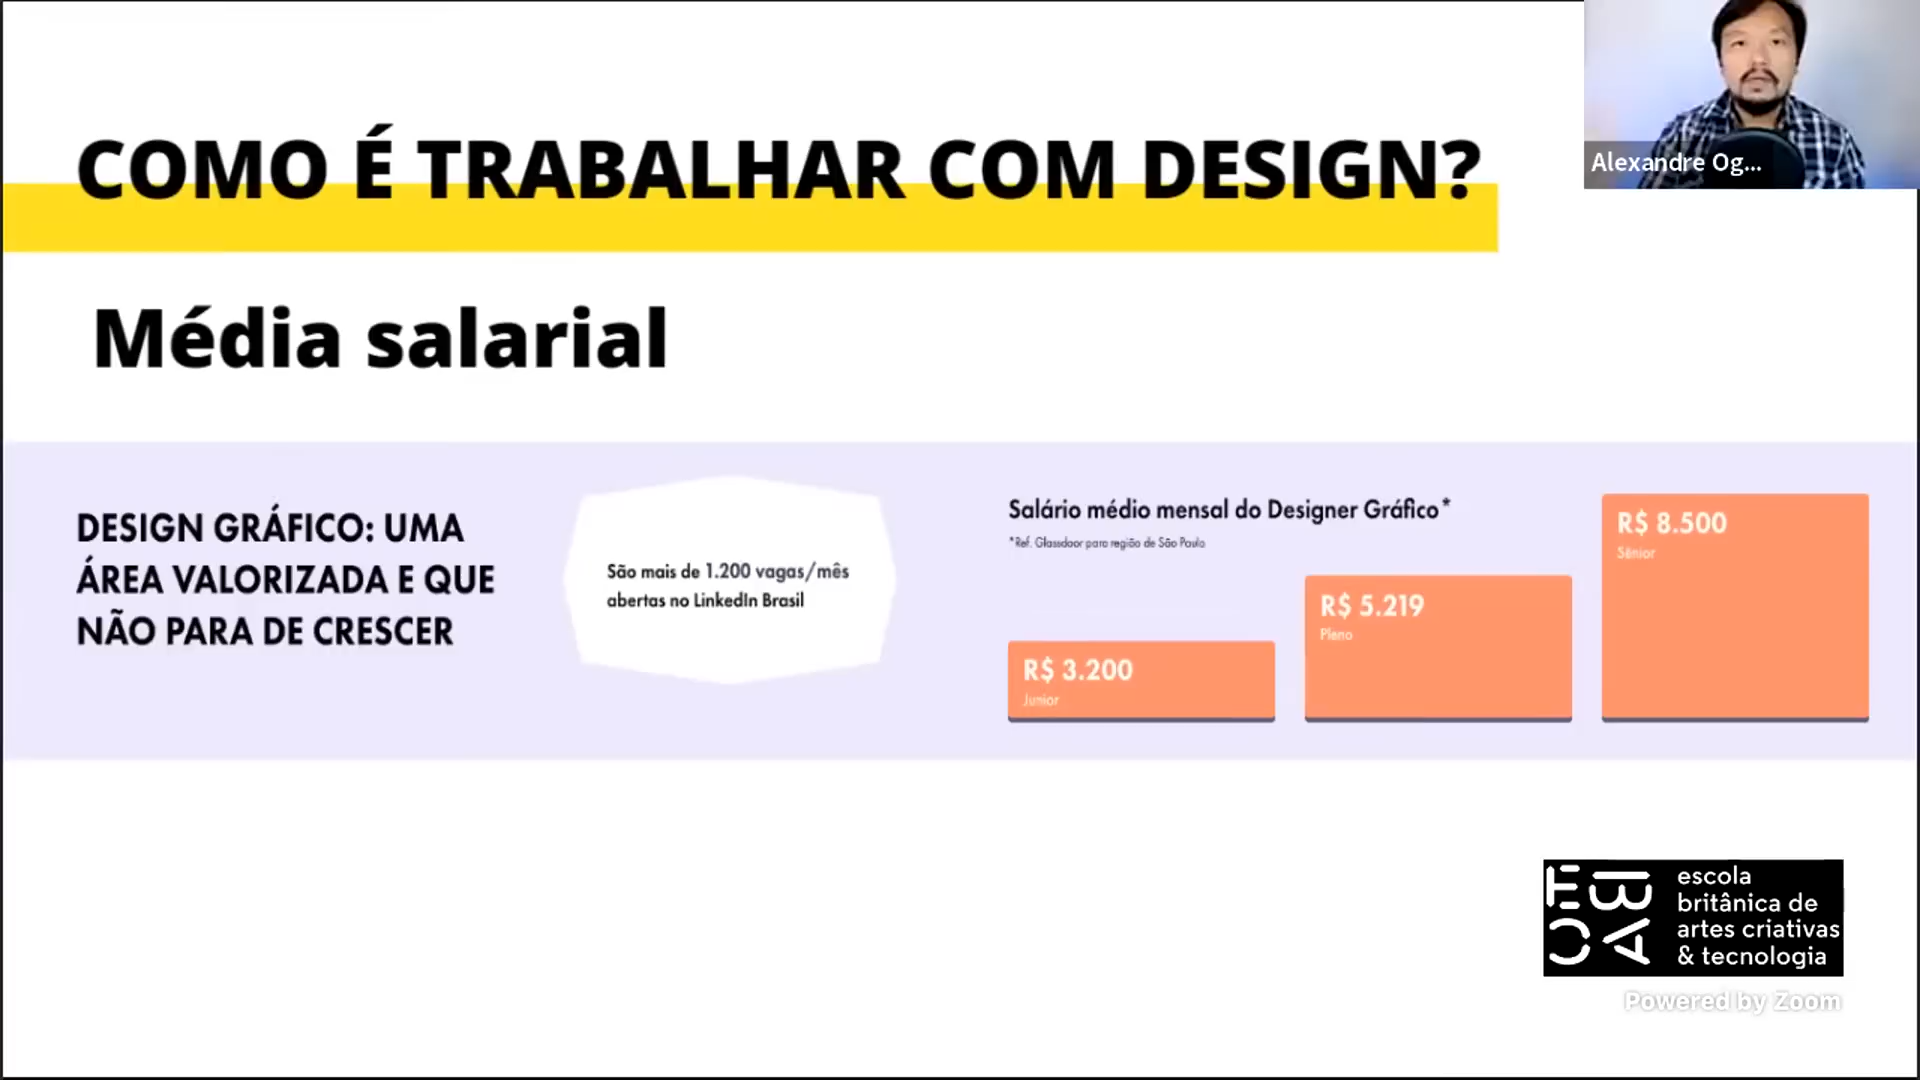 COMO É TRABALHAR COM DESIGN?
Alexandre Og...
Média salarial
DESIGN GRÁFICO: UMA
ÁREA VALORIZADA E QUE
NÃO PARA DE CRESCER
São mais de 1.200 vagas/mês
abertas no LinkedIn Brasil
Salário médio mensal do Designer Gráfico*
*Ref. Glassdoor para região de São Paulo
R$ 3.200
Junior
R$ 5.219
Pleno
R$ 8.500
Sênior
EBAC
escola
britânica de
artes criativas
& tecnologia
Powered by Zoom